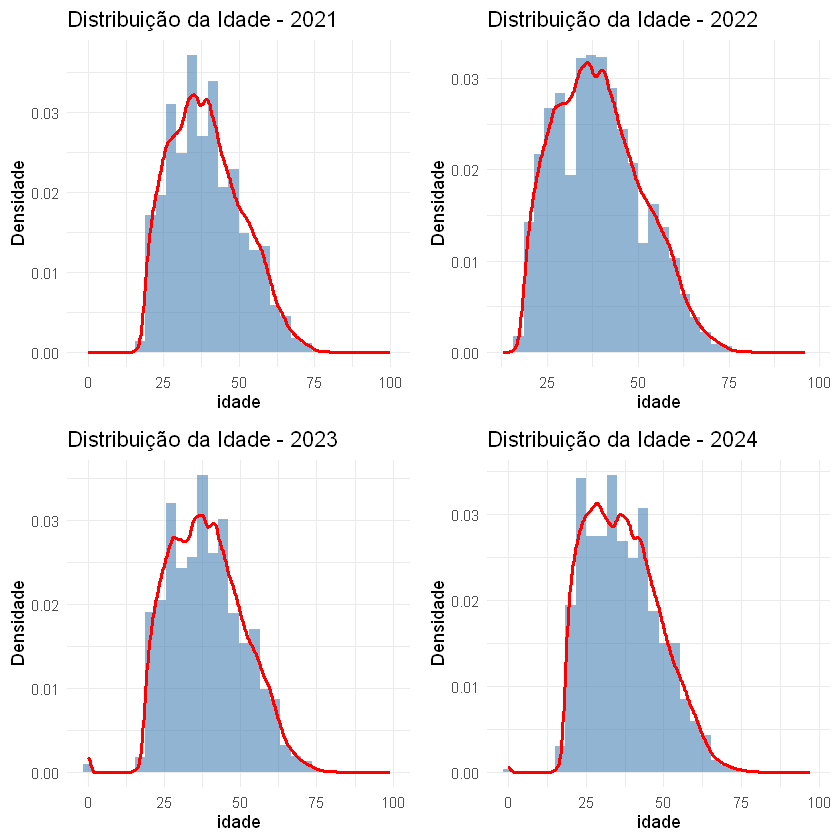 Distribuição da Idade - 2021
Densidade
0.03
0.02
0.01
0.00
0 25 50 75 100
idade
Distribuição da Idade - 2022
Densidade
0.03
0.02
0.01
0.00
25 50 75 100
idade
Distribuição da Idade - 2023
Densidade
0.03
0.02
0.01
0.00
0 25 50 75 100
idade
Distribuição da Idade - 2024
Densidade
0.03
0.02
0.01
0.00
0 25 50 75 100
idade